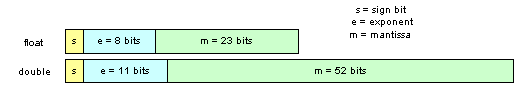 s = sign bit
e = exponent
m = mantissa
float s e = 8 bits m = 23 bits
double s e = 11 bits m = 52 bits